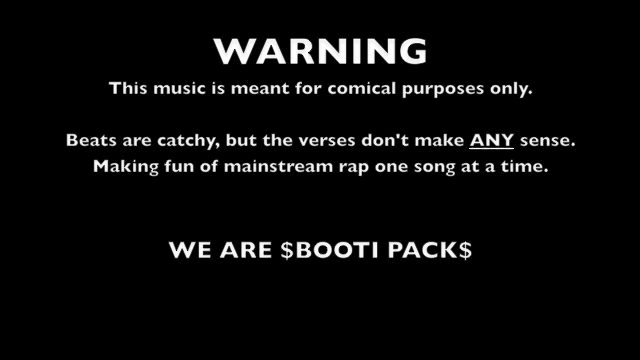 WARNING
This music is meant for comical purposes only.
Beats are catchy, but the verses don't make ANY sense.
Making fun of mainstream rap one song at a time.
WE ARE $BOOTI PACK$